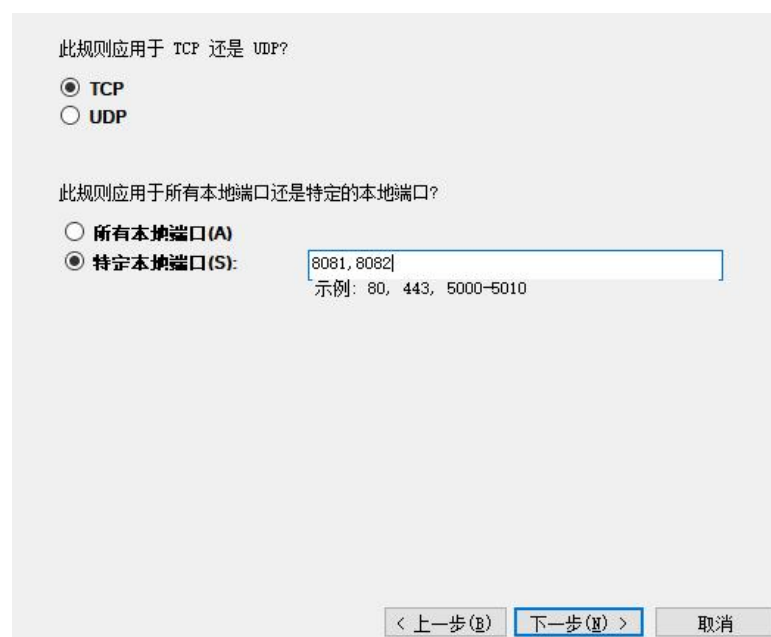 此规则应用于 TCP 还是 UDP?
TCP
UDP
此规则应用于所有本地端口还是特定的本地端口?
所有本地端口(A)
特定本地端口(S): 8081,8082
示例: 80, 443, 5000-5010
< 上一步(B) 下一步(N) > 取消